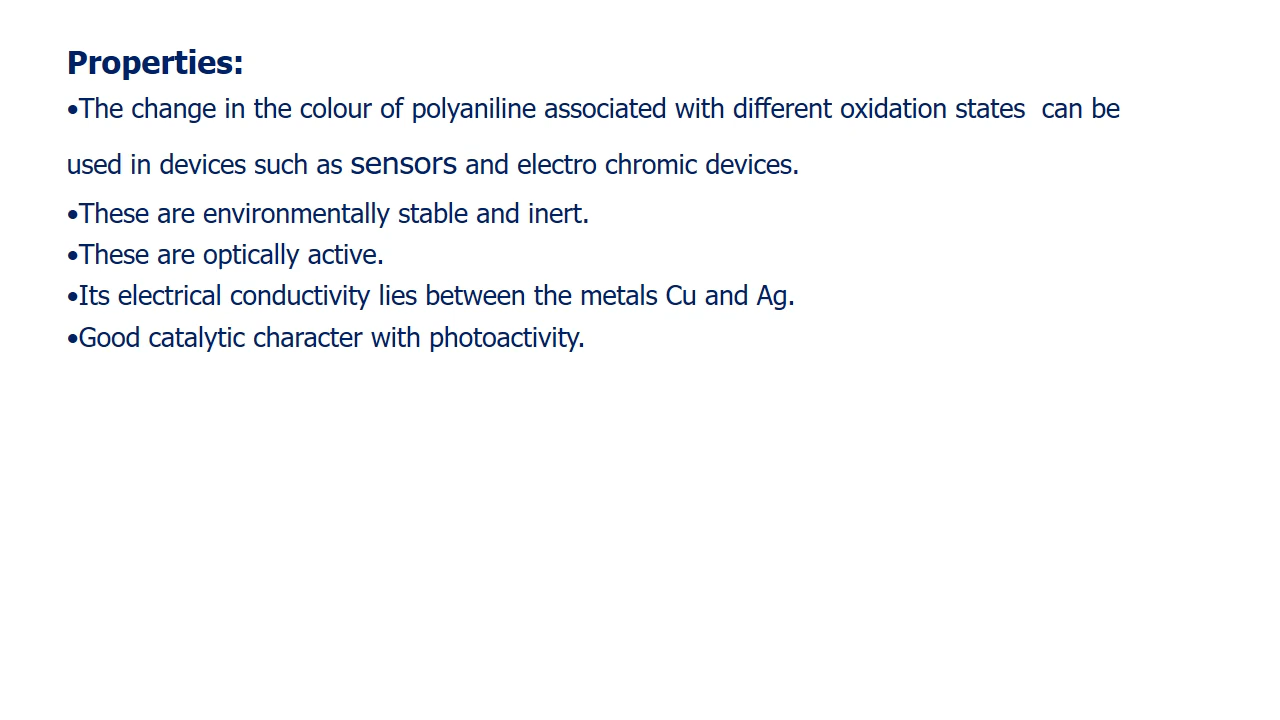 Properties:
•The change in the colour of polyaniline associated with different oxidation states  can be
used in devices such as sensors and electro chromic devices.
•These are environmentally stable and inert.
•These are optically active.
•Its electrical conductivity lies between the metals Cu and Ag.
•Good catalytic character with photoactivity.